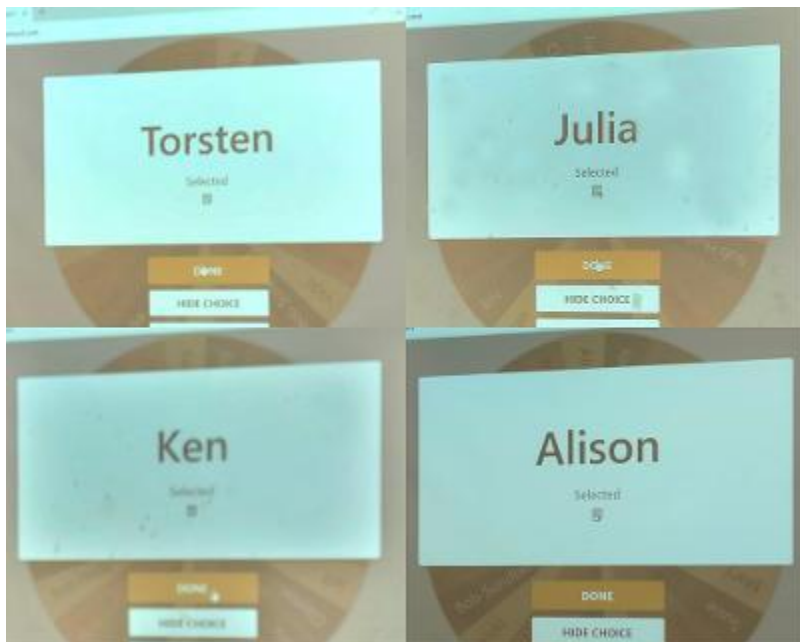 Torsten
Selected
DONE
HIDE CHOICE
Julia
Selected
DONE
HIDE CHOICE
Ken
Selected
DONE
HIDE CHOICE
Alison
Selected
DONE
HIDE CHOICE